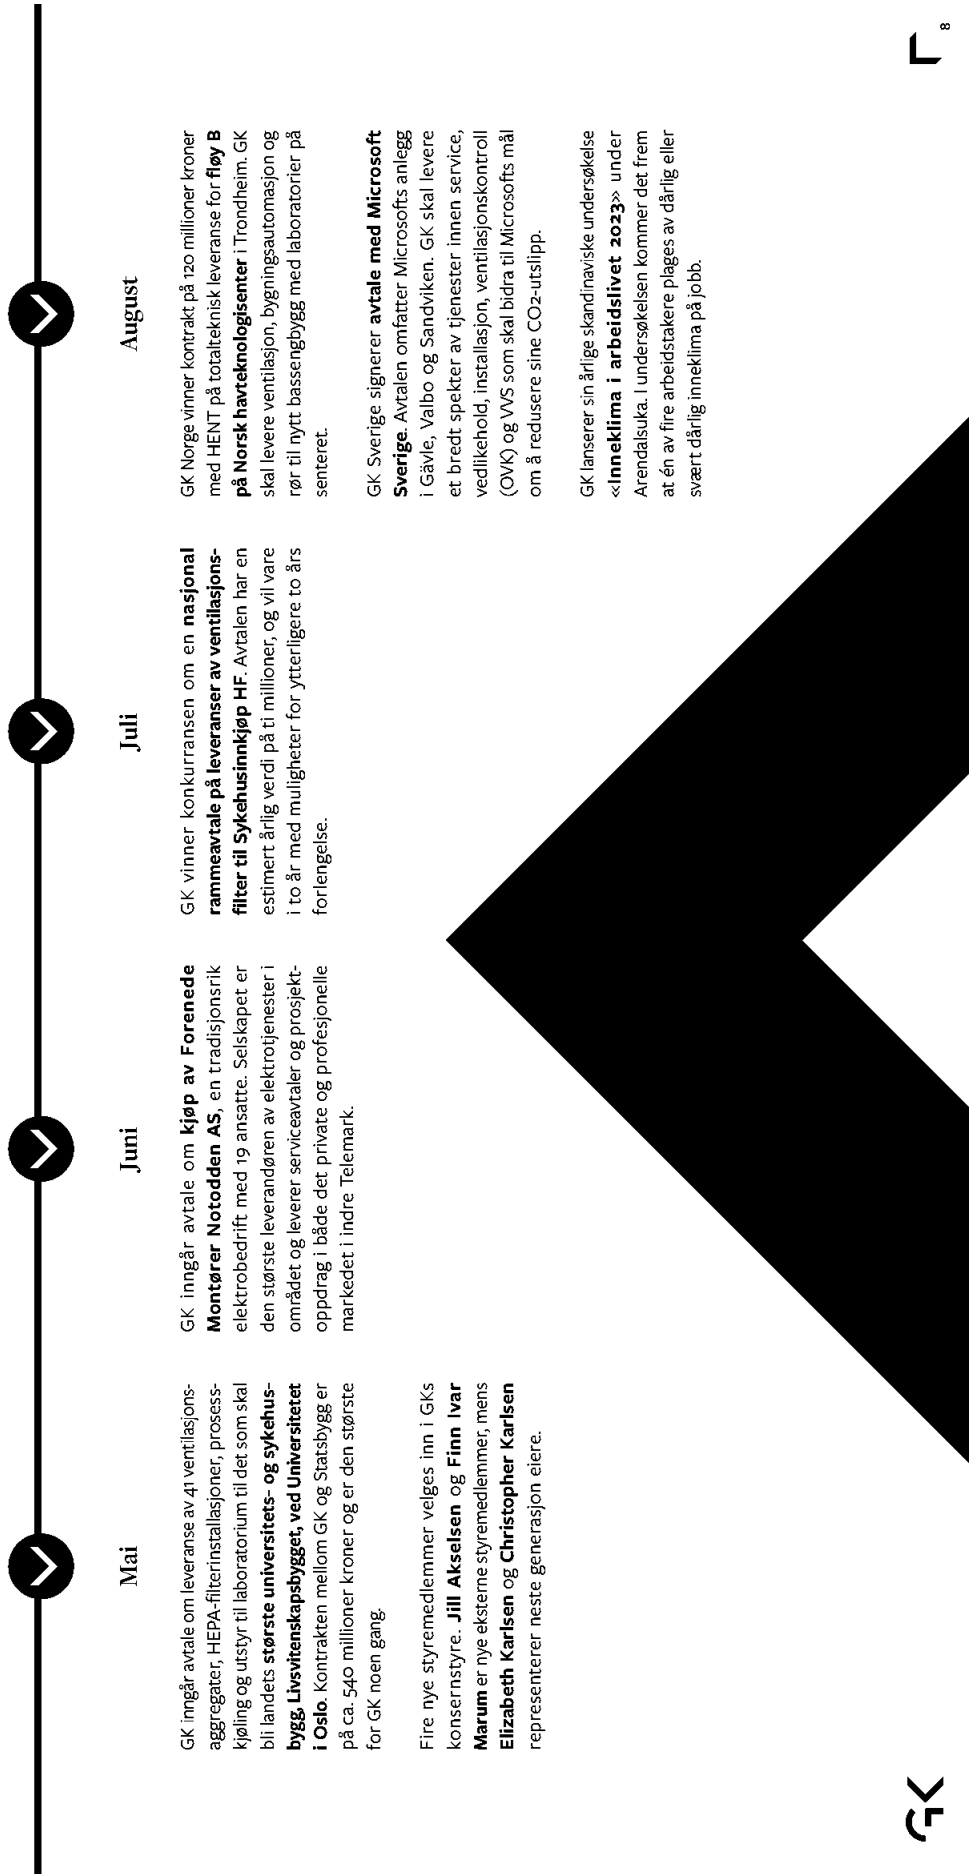 Mai
GK inngår avtale om leveranse av 41 ventilasjons-
aggregater, HEPA-filterinstallasjoner, prosess-
kjøling og utstyr til laboratorium til det som skal
bli landets største universitets- og sykehus-
bygg, Livsvitenskapsbygget, ved Universitetet
i Oslo. Kontrakten mellom GK og Statsbygg er
på ca. 540 millioner kroner og er den største
for GK noen gang.
Fire nye styremedlemmer velges inn i GKs
konsernstyre. Jill Akselsen og Finn Ivar
Marum er nye eksterne styremedlemmer, mens
Elizabeth Karlsen og Christopher Karlsen
representerer neste generasjon eiere.
Juni
GK inngår avtale om kjøp av Forenede
Montører Notodden AS, en tradisjonsrik
elektrobedrift med 19 ansatte. Selskapet er
den største leverandøren av elektrotjenester i
området og leverer serviceavtaler og prosjekt-
oppdrag i både det private og profesjonelle
markedet i indre Telemark.
Juli
GK vinner konkurransen om en nasjonal
rammeavtale på leveranser av ventilasjons-
filter til Sykehusinnkjøp HF. Avtalen har en
estimert årlig verdi på ti millioner, og vil vare
i to år med muligheter for ytterligere to års
forlengelse.
August
GK Norge vinner kontrakt på 120 millioner kroner
med HENT på totalteknisk leveranse for fløy B
på Norsk havteknologisenter i Trondheim. GK
skal levere ventilasjon, bygningsautomasjon og
rør til nytt bassengbygg med laboratorier på
senteret.
GK Sverige signerer avtale med Microsoft
Sverige. Avtalen omfatter Microsofts anlegg
i Gävle, Valbo og Sandviken. GK skal levere
et bredt spekter av tjenester innen service,
vedlikehold, installasjon, ventilasjonskontroll
(OVK) og VVS som skal bidra til Microsofts mål
om å redusere sine CO2-utslipp.
GK lanserer sin årlige skandinaviske undersøkelse
«Inneklima i arbeidslivet 2023» under
Arendalsuka. I undersøkelsen kommer det frem
at én av fire arbeidstakere plages av dårlig eller
svært dårlig inneklima på jobb.
GK
8